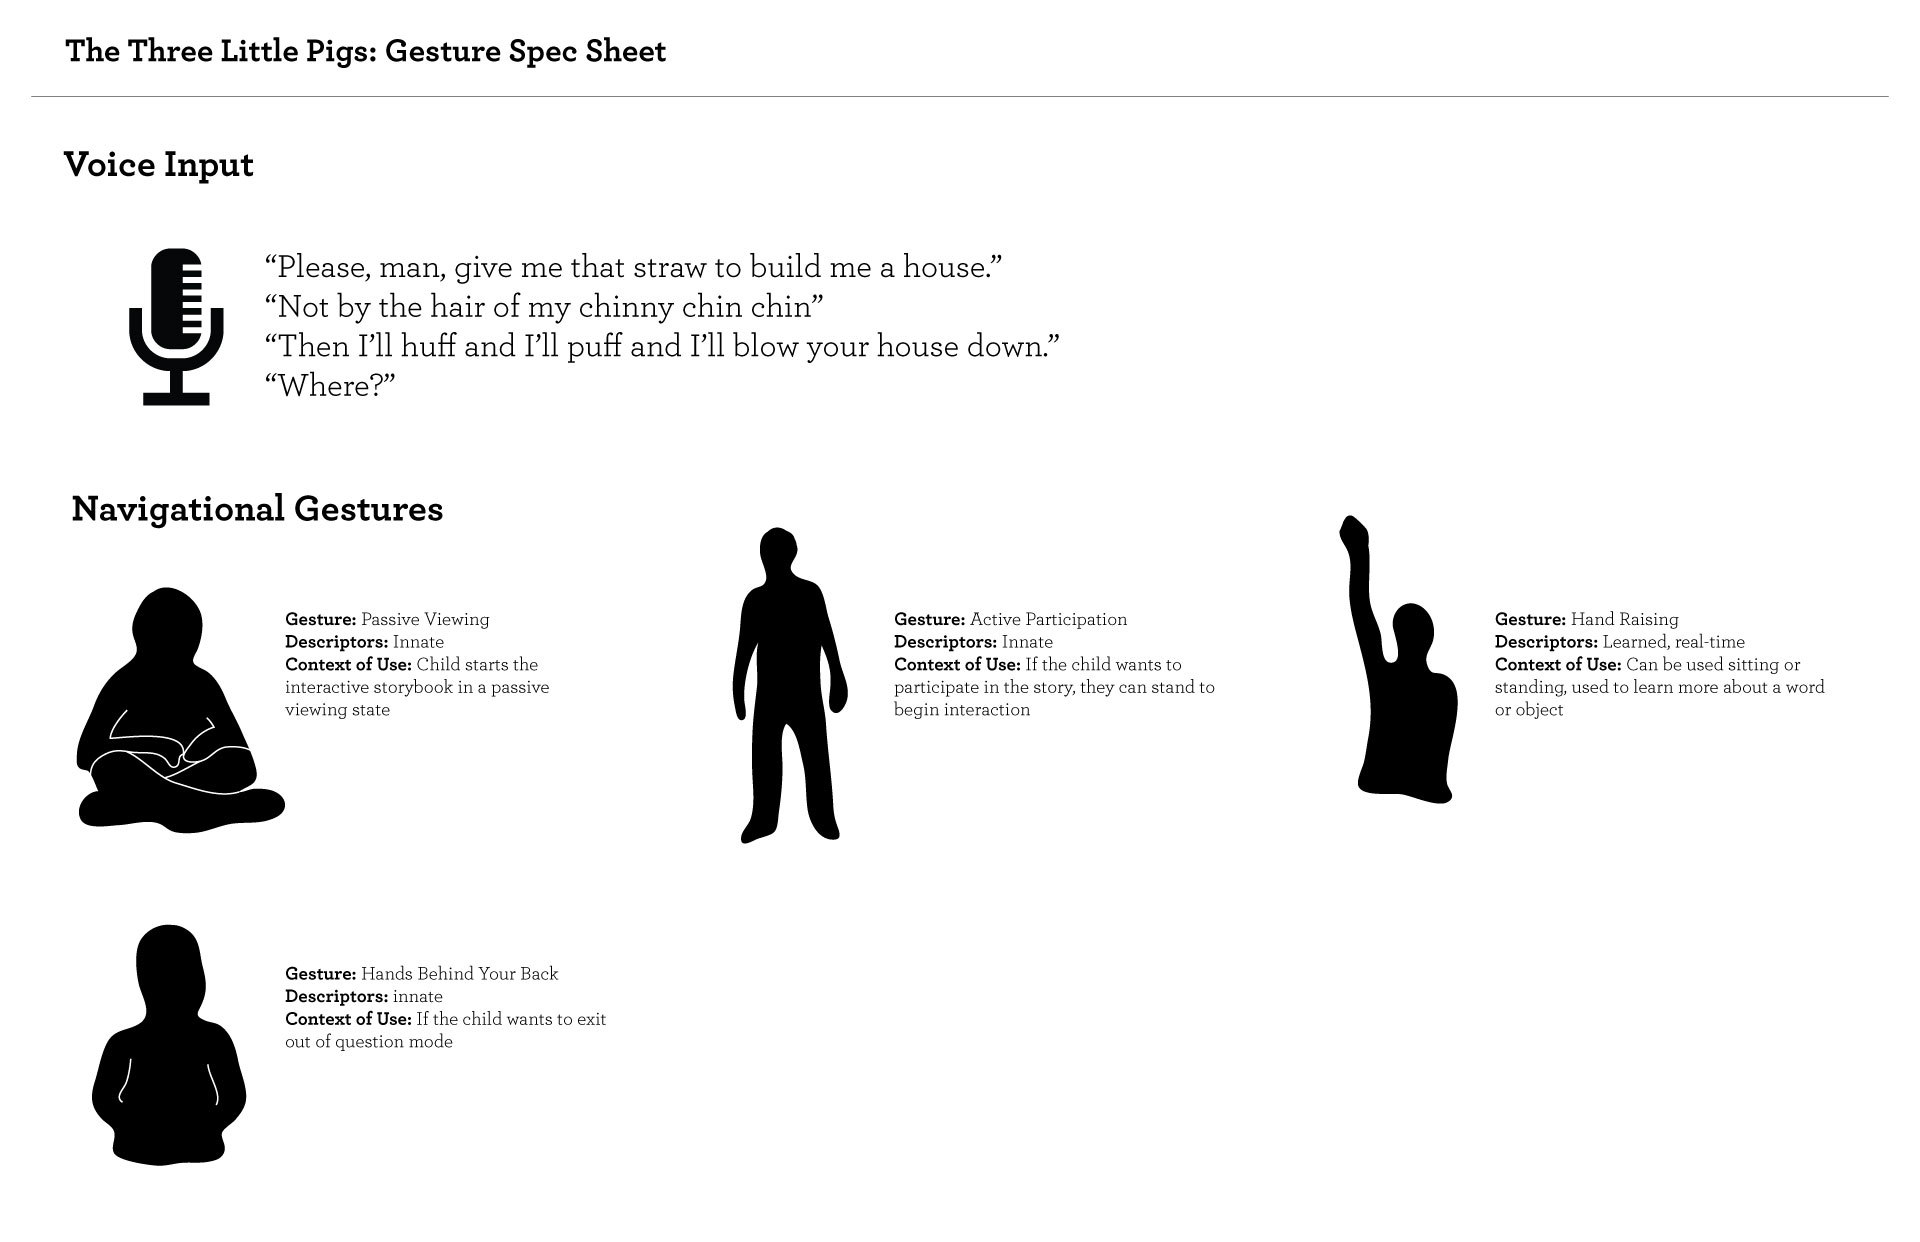 The Three Little Pigs: Gesture Spec Sheet
Voice Input
“Please, man, give me that straw to build me a house.”
“Not by the hair of my chinny chin chin”
“Then I’ll huff and I’ll puff and I’ll blow your house down.”
“Where?”
Navigational Gestures
Gesture: Passive Viewing
Descriptors: Innate
Context of Use: Child starts the
interactive storybook in a passive
viewing state
Gesture: Active Participation
Descriptors: Innate
Context of Use: If the child wants to
participate in the story, they can stand to
begin interaction
Gesture: Hand Raising
Descriptors: Learned, real-time
Context of Use: Can be used sitting or
standing, used to learn more about a word
or object
Gesture: Hands Behind Your Back
Descriptors: innate
Context of Use: If the child wants to exit
out of question mode